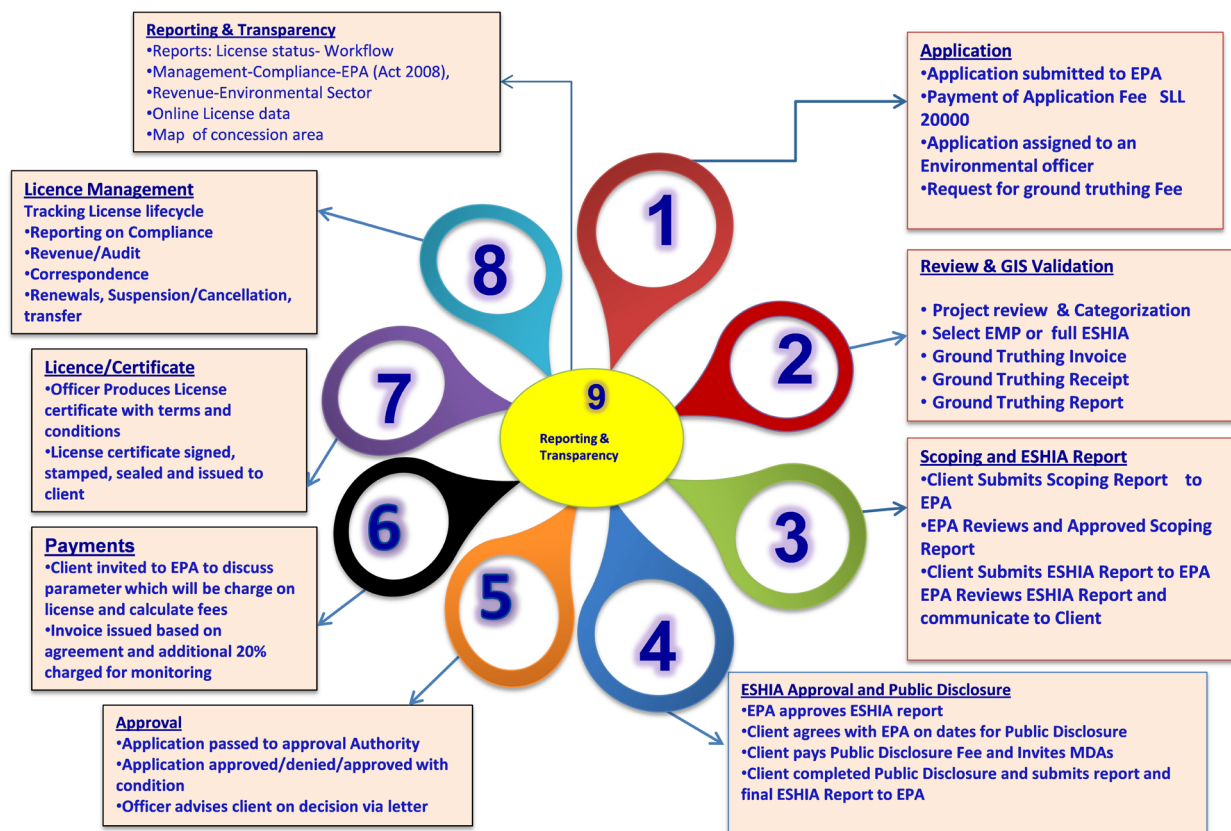 Reporting & Transparency
•Reports: License status- Workflow
•Management-Compliance-EPA (Act 2008),
Revenue-Environmental Sector
•Online License data
•Map of concession area
Application
•Application submitted to EPA
•Payment of Application Fee SLL
20000
•Application assigned to an
Environmental officer
•Request for ground truthing Fee
Licence Management
Tracking License lifecycle
•Reporting on Compliance
•Revenue/Audit
•Correspondence
•Renewals, Suspension/Cancellation,
transfer
Review & GIS Validation
• Project review & Categorization
• Select EMP or full ESHIA
• Ground Truthing Invoice
• Ground Truthing Receipt
• Ground Truthing Report
Licence/Certificate
•Officer Produces License
certificate with terms and
conditions
•License certificate signed,
stamped, sealed and issued to
client
Scoping and ESHIA Report
•Client Submits Scoping Report to
EPA
•EPA Reviews and Approved Scoping
Report
•Client Submits ESHIA Report to EPA
EPA Reviews ESHIA Report and
communicate to Client
Payments
•Client invited to EPA to discuss
parameter which will be charge on
license and calculate fees
•Invoice issued based on
agreement and additional 20%
charged for monitoring
ESHIA Approval and Public Disclosure
•EPA approves ESHIA report
•Client agrees with EPA on dates for Public Disclosure
•Client pays Public Disclosure Fee and Invites MDAs
•Client completed Public Disclosure and submits report and
final ESHIA Report to EPA
Approval
•Application passed to approval Authority
•Application approved/denied/approved with
condition
•Officer advises client on decision via letter
1
2
3
4
5
6
7
8
9
Reporting &
Transparency